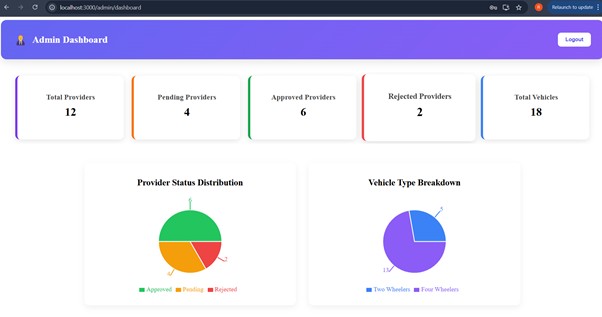 localhost:3000/admin/dashboard
Relaunch to update
Admin Dashboard
Logout
Total Providers
12
Pending Providers
4
Approved Providers
6
Rejected Providers
2
Total Vehicles
18
Provider Status Distribution
6
4
2
Approved Pending Rejected
Vehicle Type Breakdown
5
13
Two Wheelers Four Wheelers